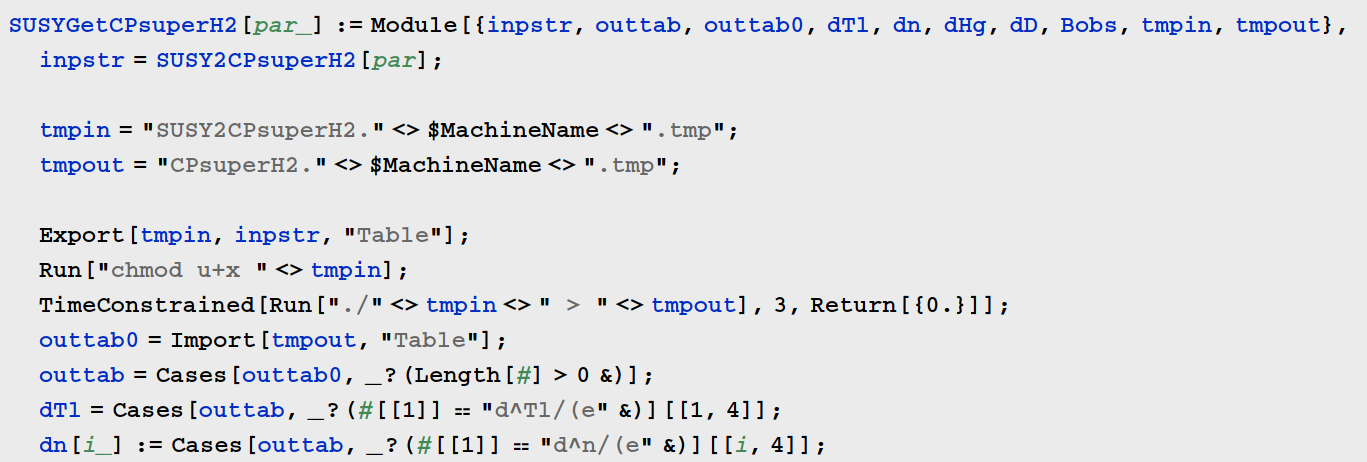 SUSYGetCPsuperH2[par_] := Module[{inpstr, outtab, outtab0, dTl, dn, dHg, dD, Bobs, tmpin, tmpout},
inpstr = SUSY2CPsuperH2[par];
tmpin = "SUSY2CPsuperH2." <> $MachineName <> ".tmp";
tmpout = "CPsuperH2." <> $MachineName <> ".tmp";
Export[tmpin, inpstr, "Table"];
Run["chmod u+x " <> tmpin];
TimeConstrained[Run["./" <> tmpin <> " > " <> tmpout], 3, Return[{0.}]];
outtab0 = Import[tmpout, "Table"];
outtab = Cases[outtab0, _?(Length[#] > 0 &)];
dTl = Cases[outtab, _?(#[[1]] == "d^Tl/(e" &)][[1, 4]];
dn[i_] := Cases[outtab, _?(#[[1]] == "d^n/(e" &)][[i, 4]];